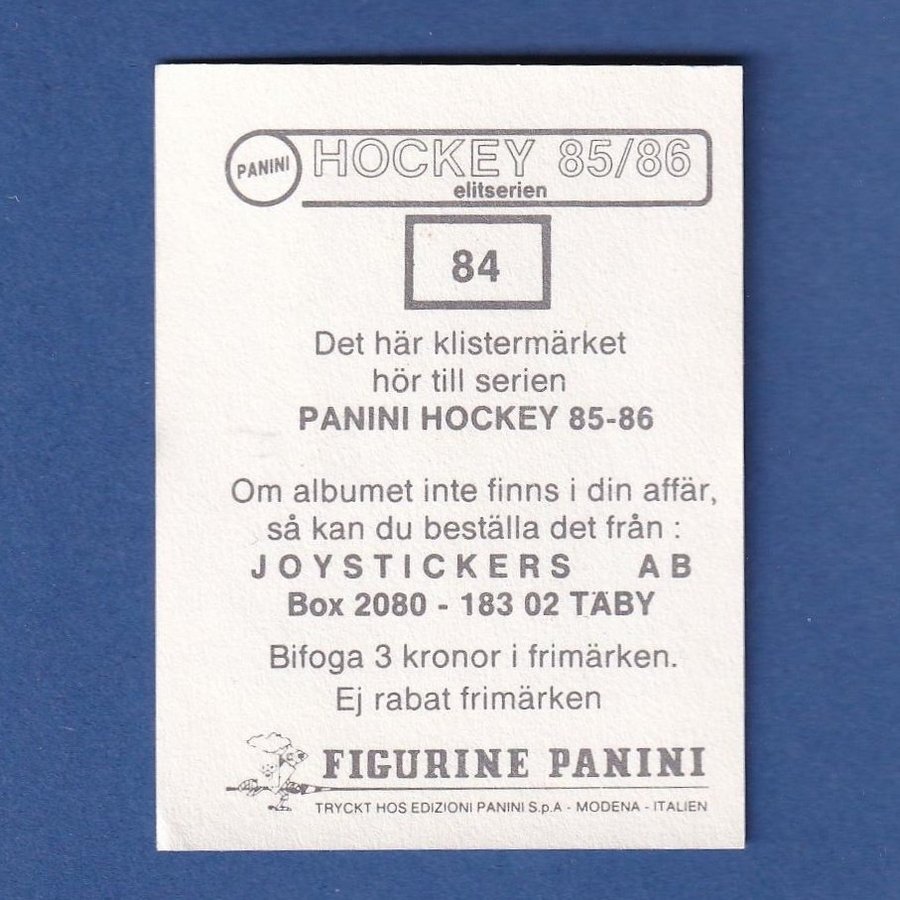 PANINI HOCKEY 85/86
elitserien
84
Det här klistermärket
hör till serien
PANINI HOCKEY 85-86
Om albumet inte finns i din affär,
så kan du beställa det från :
JOYSTICKERS AB
Box 2080 - 183 02 TÄBY
Bifoga 3 kronor i frimärken.
Ej rabat frimärken
FIGURINE PANINI
TRYCKT HOS EDIZIONI PANINI S.p.A - MODENA - ITALIEN